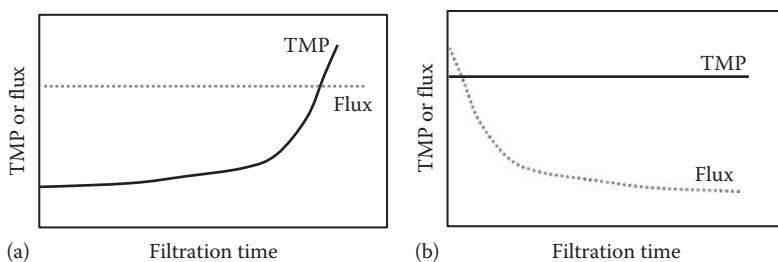 TMP or flux
TMP
Flux
(a)
Filtration time
TMP or flux
TMP
Flux
(b)
Filtration time